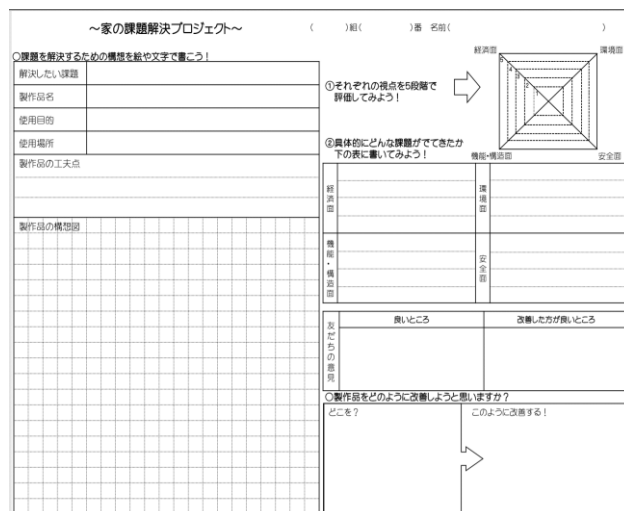 ～家の課題解決プロジェクト～　（　　）組（　　）番　名前（　　　　　　）
○課題を解決するための構想を絵や文字で書こう！
解決したい課題
製作品名
使用目的
使用場所
製作品の工夫点
製作品の構想図
①それぞれの視点を5段階で
評価してみよう！
経済面
環境面
5
4
3
2
1
機能・構造面
安全面
②具体的にどんな課題がでてきたか
下の表に書いてみよう！
経済面
環境面
機能・構造面
安全面
友だちの意見
良いところ
改善した方が良いところ
○製作品をどのように改善しようと思いますか？
どこを？
このように改善する！